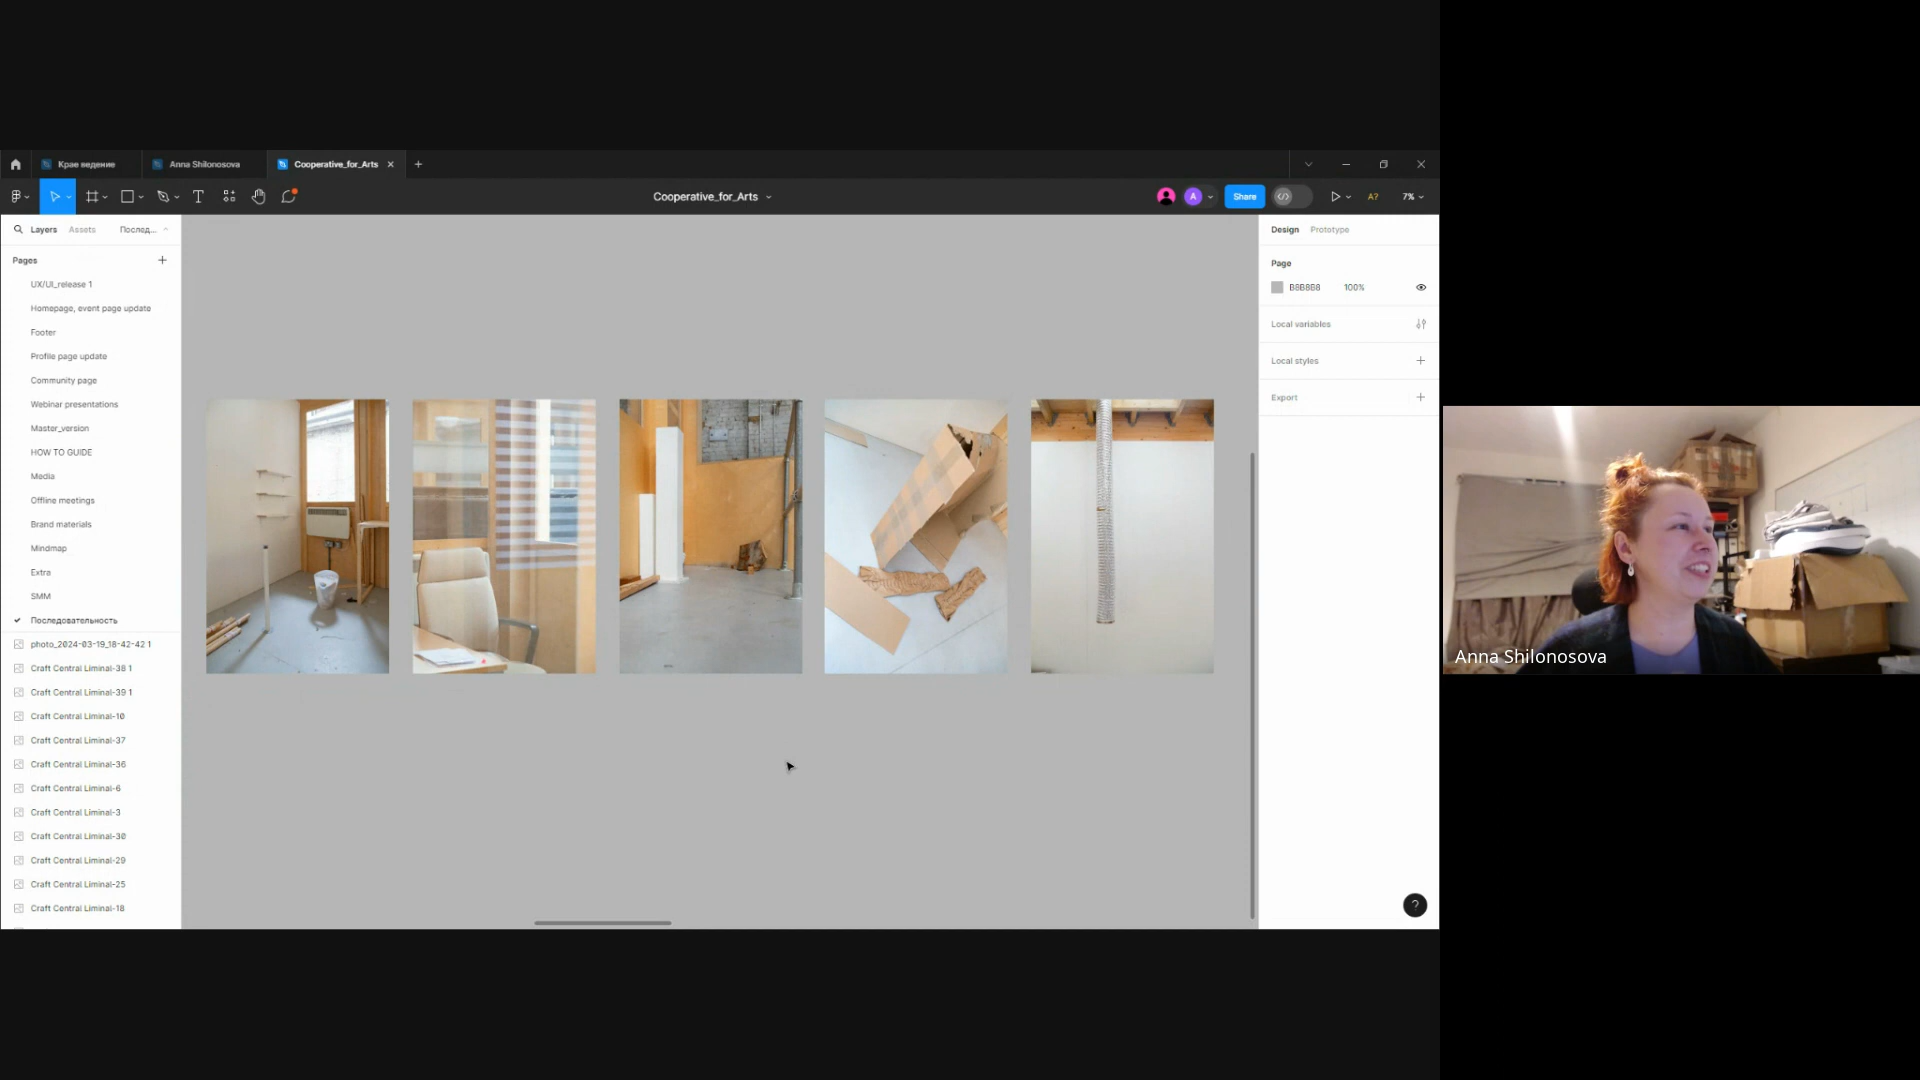 Крае ведение
Anna Shilonosova
Cooperative_for_Arts
Cooperative_for_Arts
A
Share
A?
7%
Layers
Assets
Послед...
Pages
UX/UI_release 1
Homepage, event page update
Footer
Profile page update
Community page
Webinar presentations
Master_version
HOW TO GUIDE
Media
Offline meetings
Brand materials
Mindmap
Extra
SMM
Последовательность
photo_2024-03-19_18-42-42 1
Craft Central Liminal-38 1
Craft Central Liminal-39 1
Craft Central Liminal-10
Craft Central Liminal-37
Craft Central Liminal-36
Craft Central Liminal-6
Craft Central Liminal-3
Craft Central Liminal-30
Craft Central Liminal-29
Craft Central Liminal-25
Craft Central Liminal-18
Design
Prototype
Page
B8B8B8
100%
Local variables
Local styles
Export
?
Anna Shilonosova